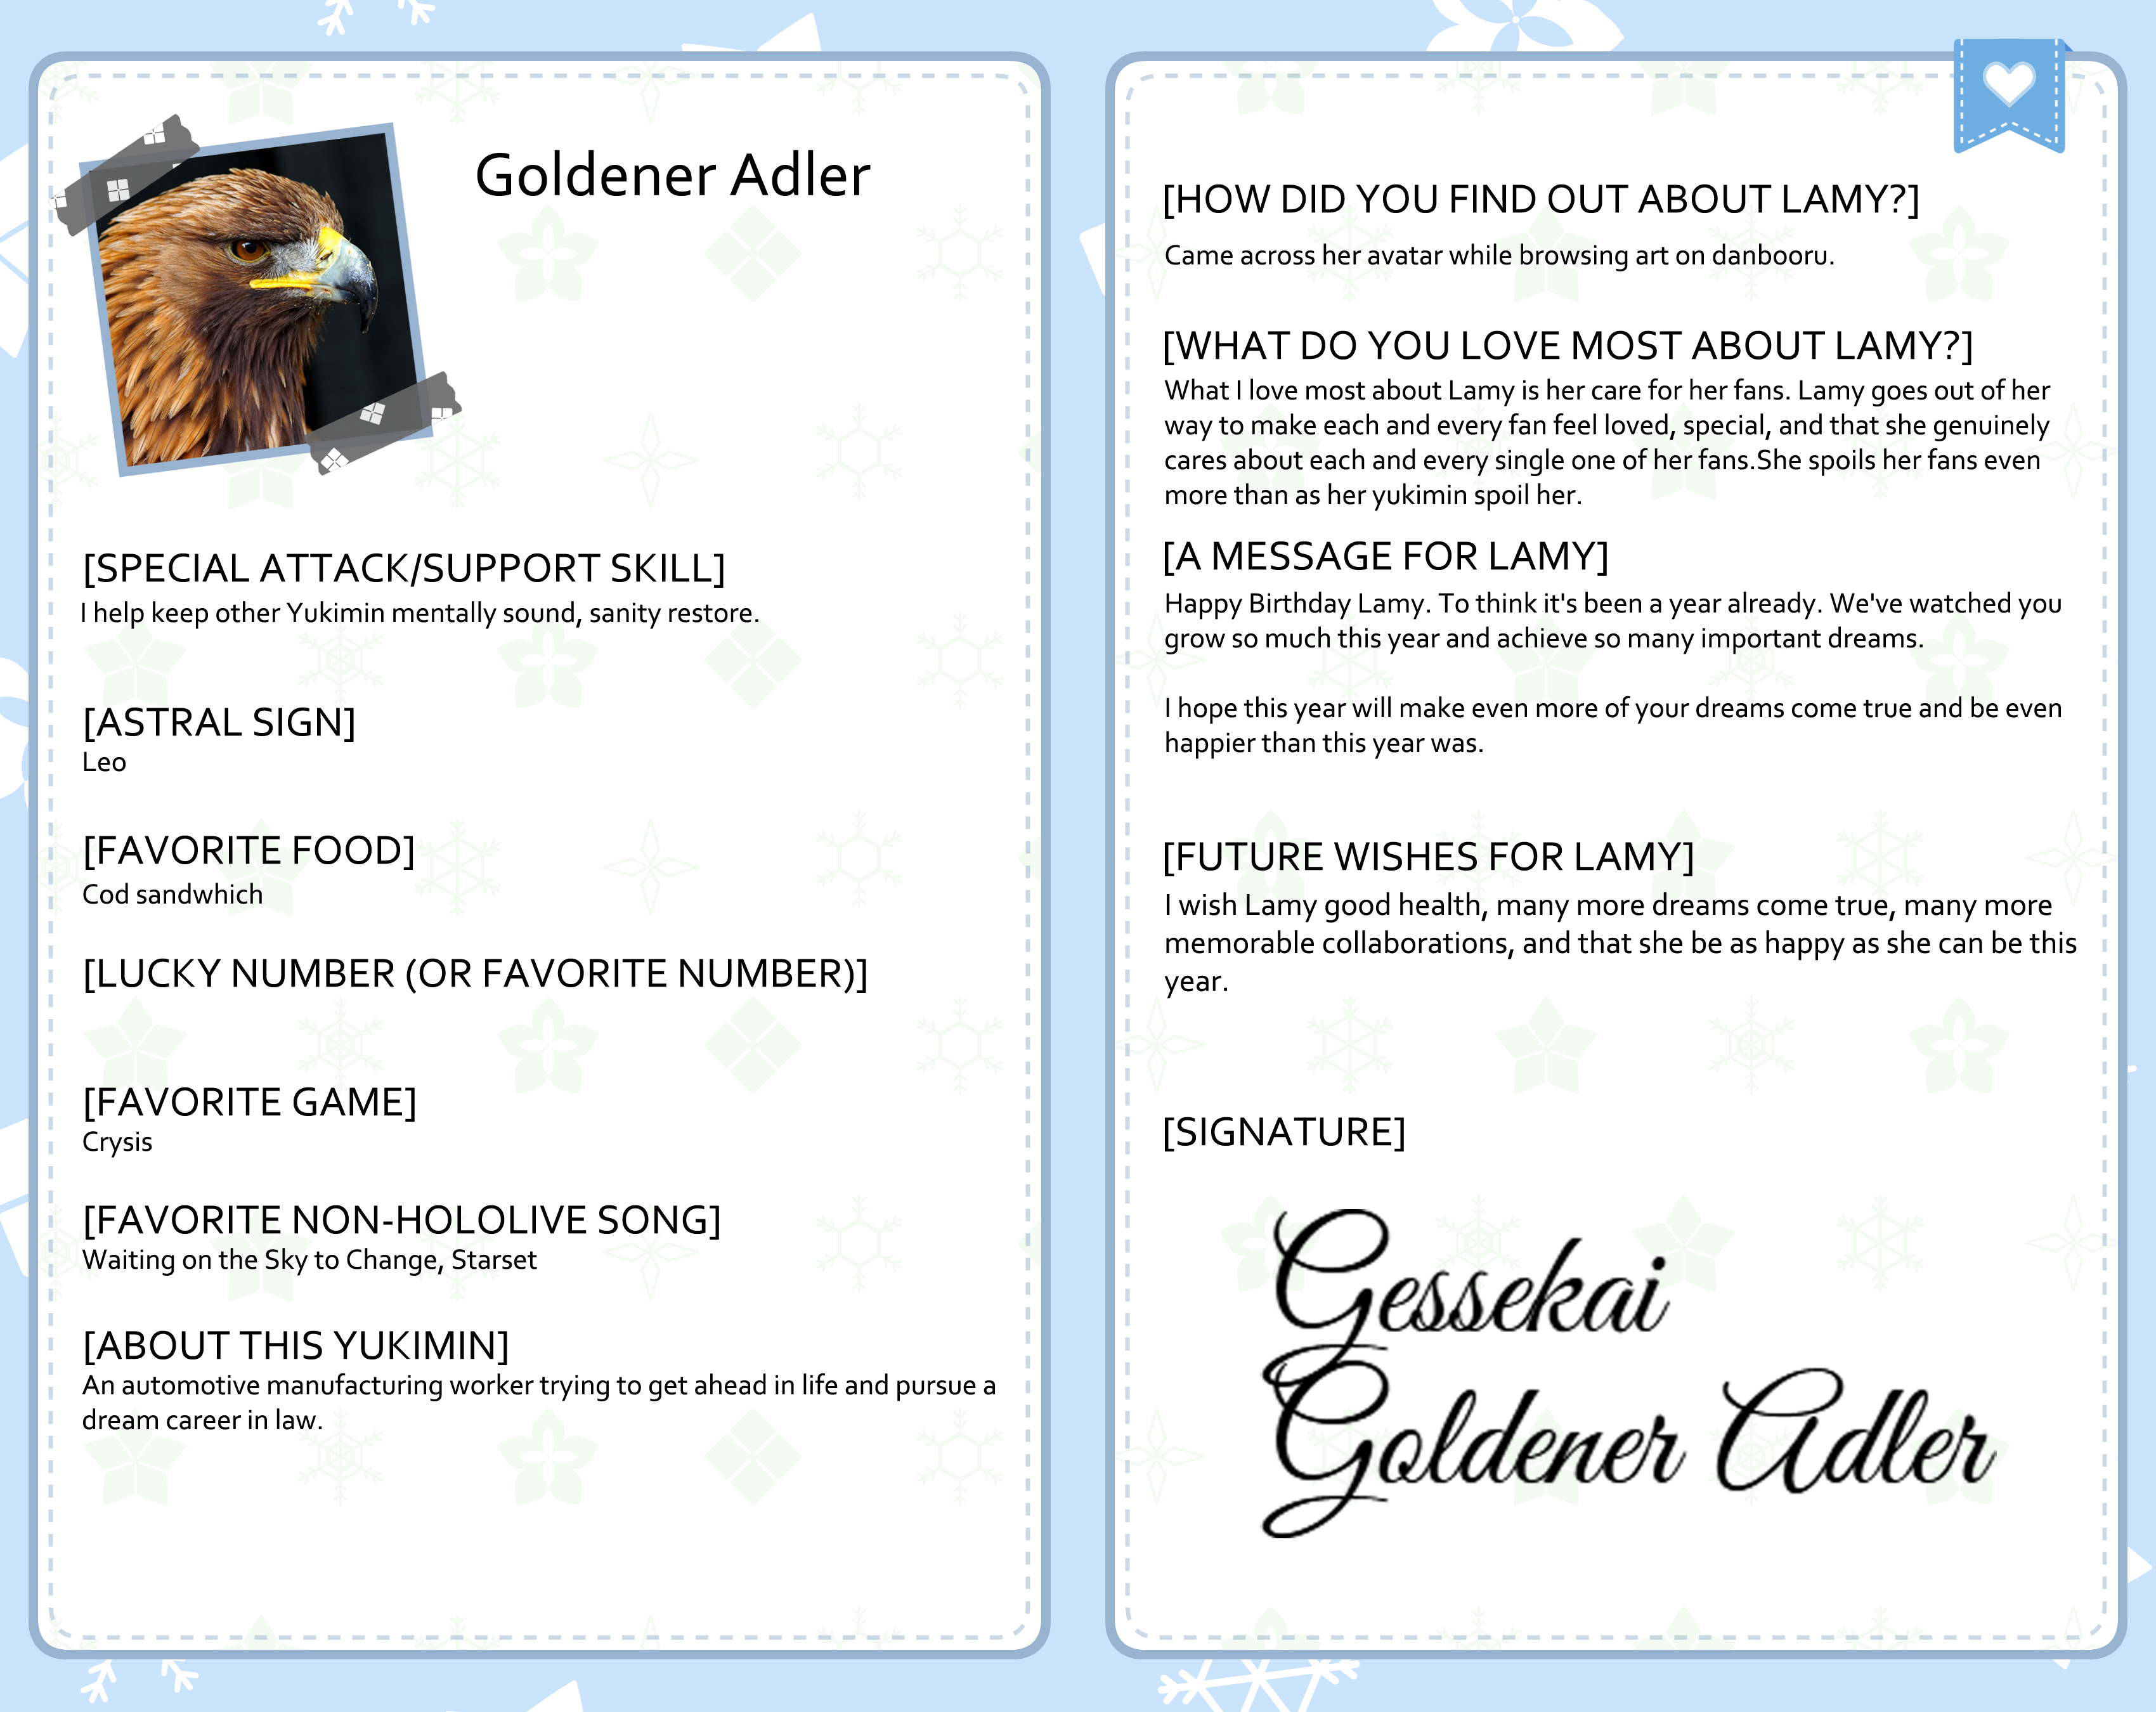 Goldener Adler
[SPECIAL ATTACK/SUPPORT SKILL]
I help keep other Yukimin mentally sound, sanity restore.
[ASTRAL SIGN]
Leo
[FAVORITE FOOD]
Cod sandwhich
[LUCKY NUMBER (OR FAVORITE NUMBER)]
[FAVORITE GAME]
Crysis
[FAVORITE NON-HOLOLIVE SONG]
Waiting on the Sky to Change, Starset
[ABOUT THIS YUKIMIN]
An automotive manufacturing worker trying to get ahead in life and pursue a
dream career in law.
[HOW DID YOU FIND OUT ABOUT LAMY?]
Came across her avatar while browsing art on danbooru.
[WHAT DO YOU LOVE MOST ABOUT LAMY?]
What I love most about Lamy is her care for her fans. Lamy goes out of her
way to make each and every fan feel loved, special, and that she genuinely
cares about each and every single one of her fans.She spoils her fans even
more than as her yukimin spoil her.
[A MESSAGE FOR LAMY]
Happy Birthday Lamy. To think it's been a year already. We've watched you
grow so much this year and achieve so many important dreams.
I hope this year will make even more of your dreams come true and be even
happier than this year was.
[FUTURE WISHES FOR LAMY]
I wish Lamy good health, many more dreams come true, many more
memorable collaborations, and that she be as happy as she can be this
year.
[SIGNATURE]
Gessekai
Goldener Adler